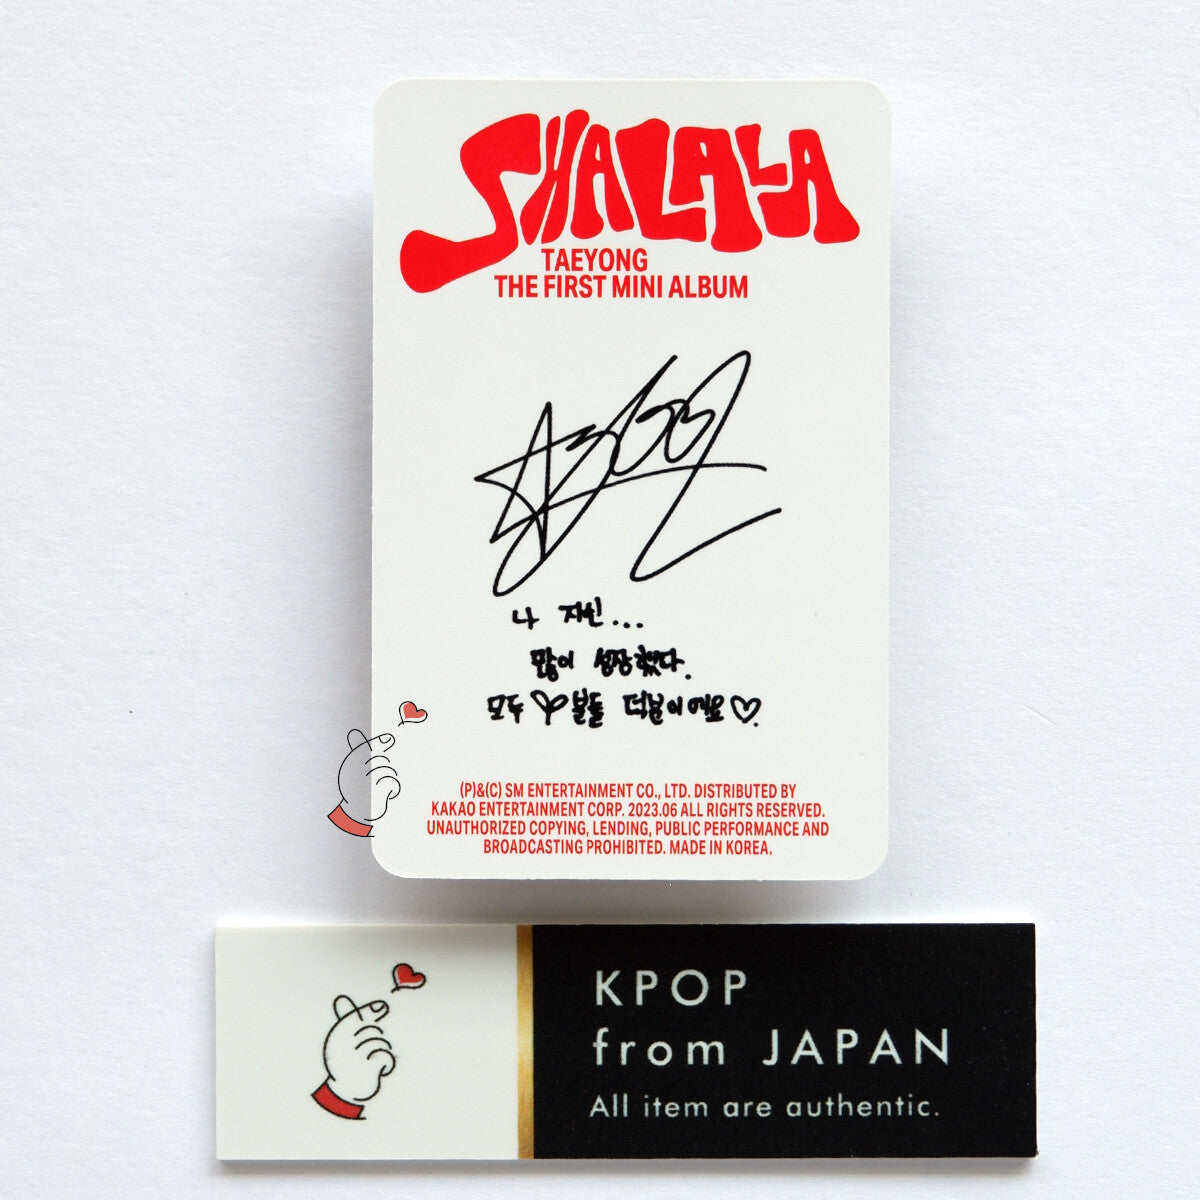 SHALALA
TAEYONG
THE FIRST MINI ALBUM
나 자신...
많이 성장했다.
모두 분들 덕분이에요♡.
(P)&(C) SM ENTERTAINMENT CO., LTD. DISTRIBUTED BY
KAKAO ENTERTAINMENT CORP. 2023.06 ALL RIGHTS RESERVED.
UNAUTHORIZED COPYING, LENDING, PUBLIC PERFORMANCE AND
BROADCASTING PROHIBITED. MADE IN KOREA.
KPOP
from JAPAN
All item are authentic.